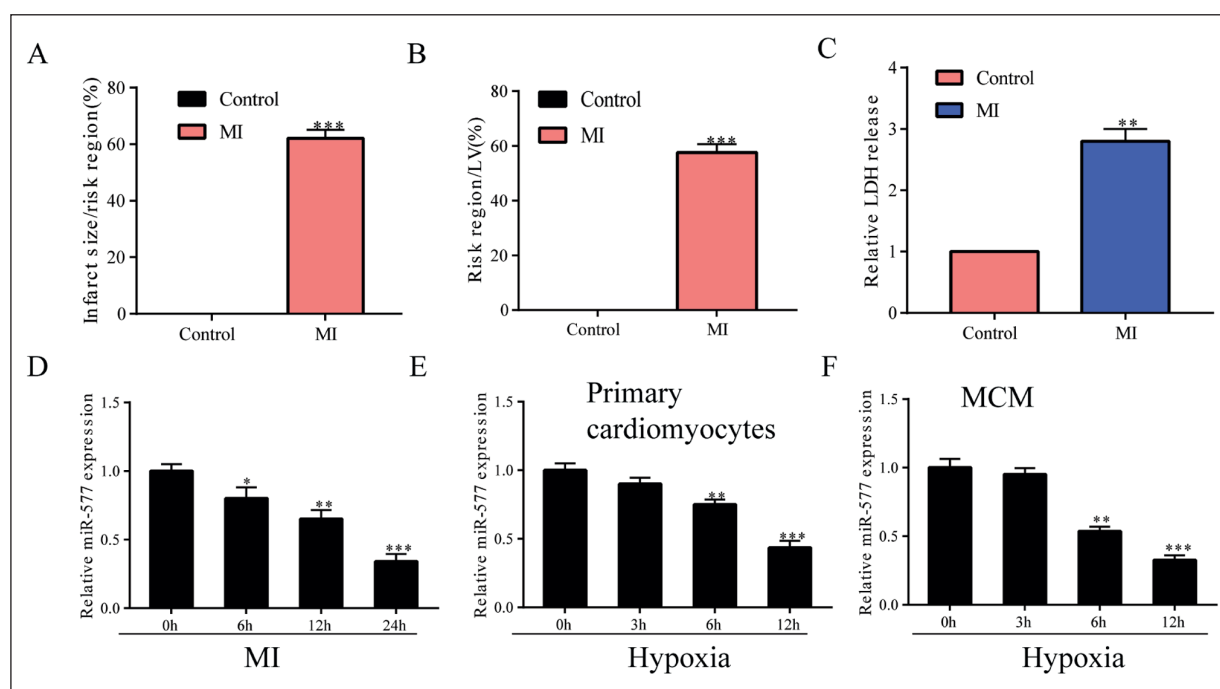 A
Infarct size/risk region(%)
80
60
40
20
0
Control
MI
***
Control
MI
B
Risk region/LV(%)
80
60
40
20
0
Control
MI
***
Control
MI
C
Relative LDH release
4
3
2
1
0
Control
MI
**
Control
MI
D
Relative miR-577 expression
1.5
1.0
0.5
0.0
*
**
***
0h 6h 12h 24h
MI
E
Primary
cardiomyocytes
Relative miR-577 expression
1.5
1.0
0.5
0.0
**
***
0h 3h 6h 12h
Hypoxia
F
MCM
Relative miR-577 expression
1.5
1.0
0.5
0.0
**
***
0h 3h 6h 12h
Hypoxia